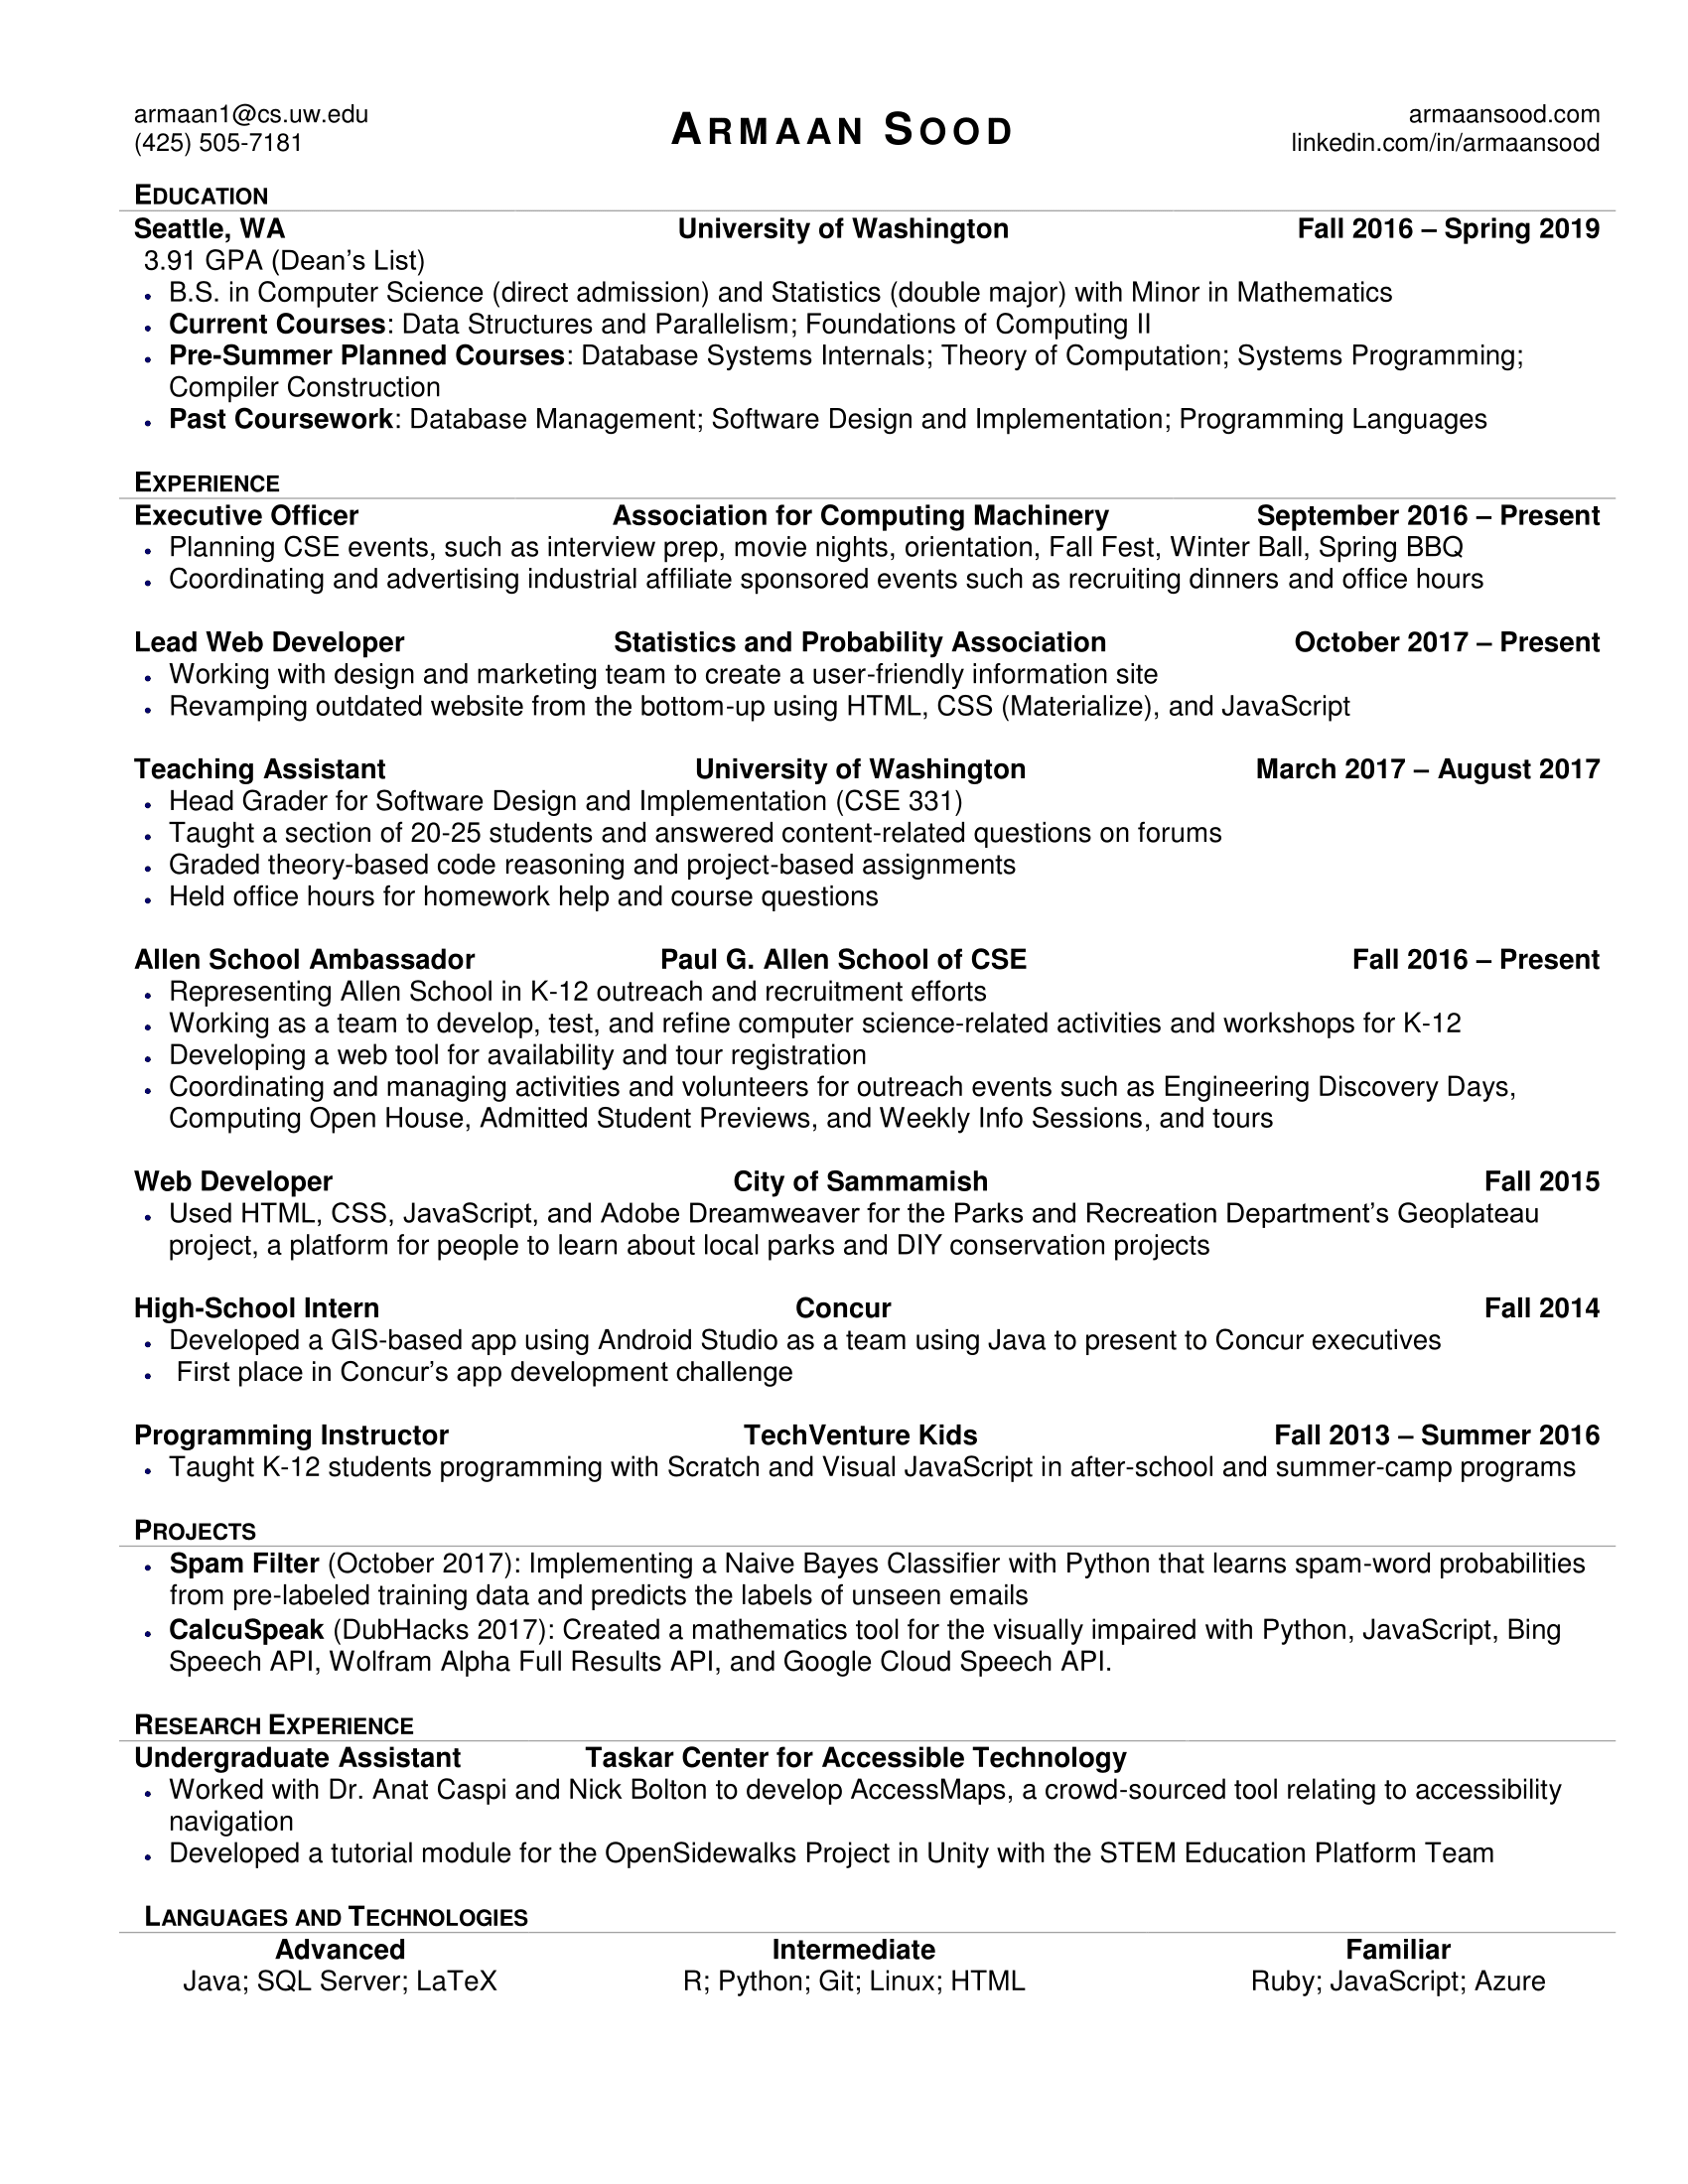 armaan1@cs.uw.edu
(425) 505-7181
ARMAAN SOOD
armaansood.com
linkedin.com/in/armaansood
EDUCATION
Seattle, WA University of Washington Fall 2016 – Spring 2019
3.91 GPA (Dean’s List)
• B.S. in Computer Science (direct admission) and Statistics (double major) with Minor in Mathematics
• Current Courses: Data Structures and Parallelism; Foundations of Computing II
• Pre-Summer Planned Courses: Database Systems Internals; Theory of Computation; Systems Programming;
Compiler Construction
• Past Coursework: Database Management; Software Design and Implementation; Programming Languages
EXPERIENCE
Executive Officer Association for Computing Machinery September 2016 – Present
• Planning CSE events, such as interview prep, movie nights, orientation, Fall Fest, Winter Ball, Spring BBQ
• Coordinating and advertising industrial affiliate sponsored events such as recruiting dinners and office hours
Lead Web Developer Statistics and Probability Association October 2017 – Present
• Working with design and marketing team to create a user-friendly information site
• Revamping outdated website from the bottom-up using HTML, CSS (Materialize), and JavaScript
Teaching Assistant University of Washington March 2017 – August 2017
• Head Grader for Software Design and Implementation (CSE 331)
• Taught a section of 20-25 students and answered content-related questions on forums
• Graded theory-based code reasoning and project-based assignments
• Held office hours for homework help and course questions
Allen School Ambassador Paul G. Allen School of CSE Fall 2016 – Present
• Representing Allen School in K-12 outreach and recruitment efforts
• Working as a team to develop, test, and refine computer science-related activities and workshops for K-12
• Developing a web tool for availability and tour registration
• Coordinating and managing activities and volunteers for outreach events such as Engineering Discovery Days,
Computing Open House, Admitted Student Previews, and Weekly Info Sessions, and tours
Web Developer City of Sammamish Fall 2015
• Used HTML, CSS, JavaScript, and Adobe Dreamweaver for the Parks and Recreation Department’s Geoplateau
project, a platform for people to learn about local parks and DIY conservation projects
High-School Intern Concur Fall 2014
• Developed a GIS-based app using Android Studio as a team using Java to present to Concur executives
• First place in Concur’s app development challenge
Programming Instructor TechVenture Kids Fall 2013 – Summer 2016
• Taught K-12 students programming with Scratch and Visual JavaScript in after-school and summer-camp programs
PROJECTS
• Spam Filter (October 2017): Implementing a Naive Bayes Classifier with Python that learns spam-word probabilities
from pre-labeled training data and predicts the labels of unseen emails
• CalcuSpeak (DubHacks 2017): Created a mathematics tool for the visually impaired with Python, JavaScript, Bing
Speech API, Wolfram Alpha Full Results API, and Google Cloud Speech API.
RESEARCH EXPERIENCE
Undergraduate Assistant Taskar Center for Accessible Technology
• Worked with Dr. Anat Caspi and Nick Bolton to develop AccessMaps, a crowd-sourced tool relating to accessibility
navigation
• Developed a tutorial module for the OpenSidewalks Project in Unity with the STEM Education Platform Team
LANGUAGES AND TECHNOLOGIES
Advanced Intermediate Familiar
Java; SQL Server; LaTeX R; Python; Git; Linux; HTML Ruby; JavaScript; Azure